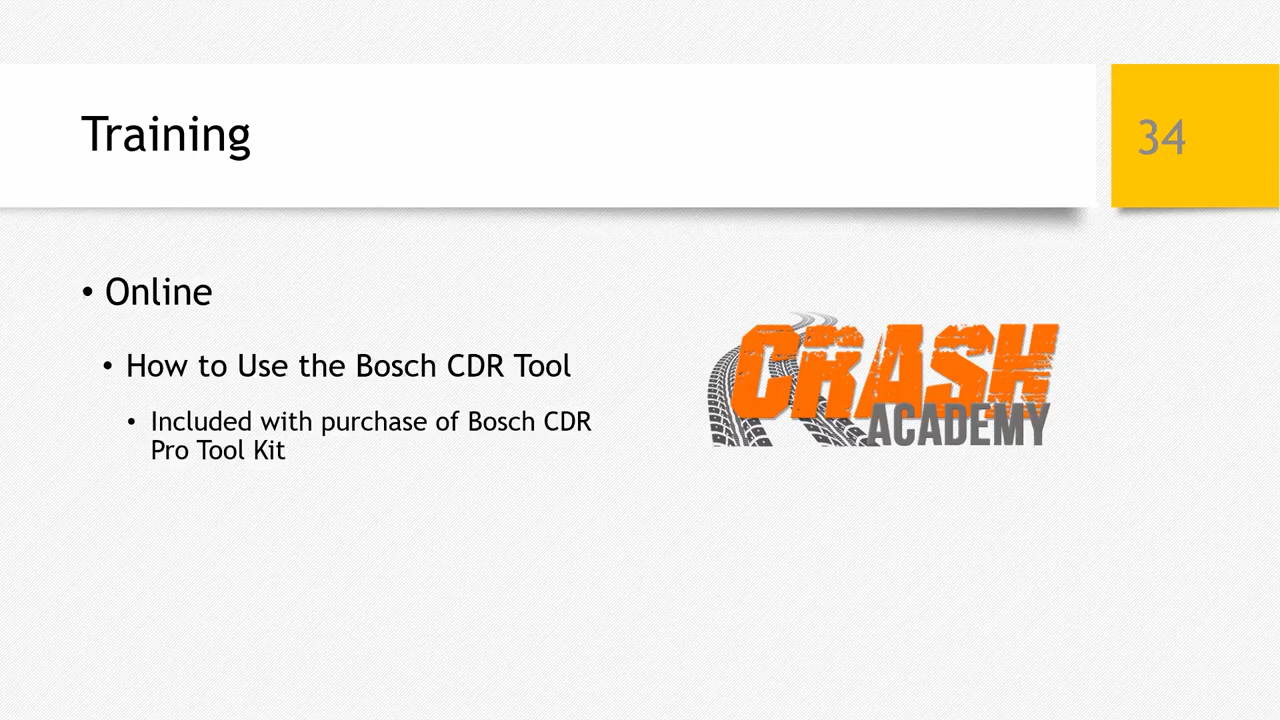 Training
34
• Online
• How to Use the Bosch CDR Tool
• Included with purchase of Bosch CDR
Pro Tool Kit
CRASH
ACADEMY